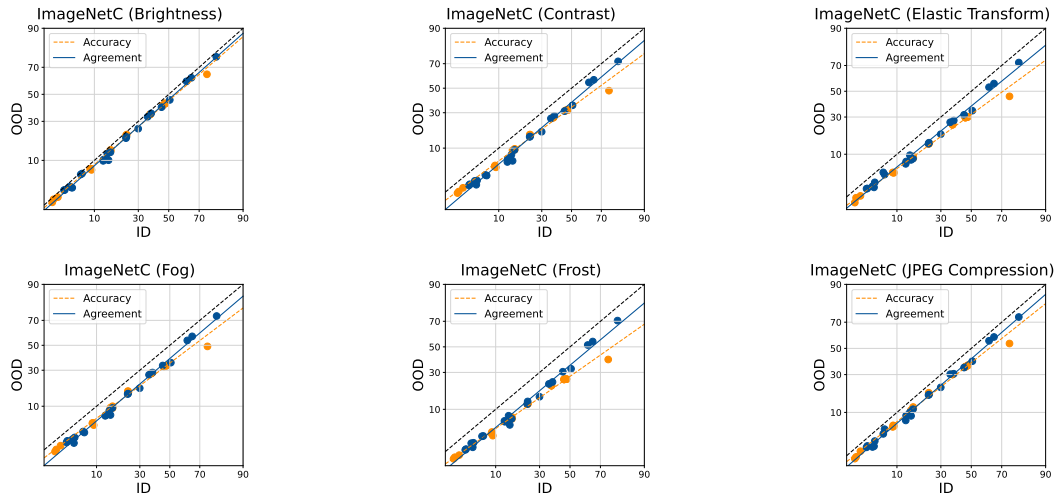 ImageNetC (Brightness)
90
70
50
30
10
OOD
Accuracy
Agreement
10
30
50
70
90
ID
ImageNetC (Contrast)
90
70
50
30
10
OOD
Accuracy
Agreement
10
30
50
70
90
ID
ImageNetC (Elastic Transform)
90
70
50
30
10
OOD
Accuracy
Agreement
10
30
50
70
90
ID
ImageNetC (Fog)
90
70
50
30
10
OOD
Accuracy
Agreement
10
30
50
70
90
ID
ImageNetC (Frost)
90
70
50
30
10
OOD
Accuracy
Agreement
10
30
50
70
90
ID
ImageNetC (JPEG Compression)
90
70
50
30
10
OOD
Accuracy
Agreement
10
30
50
70
90
ID